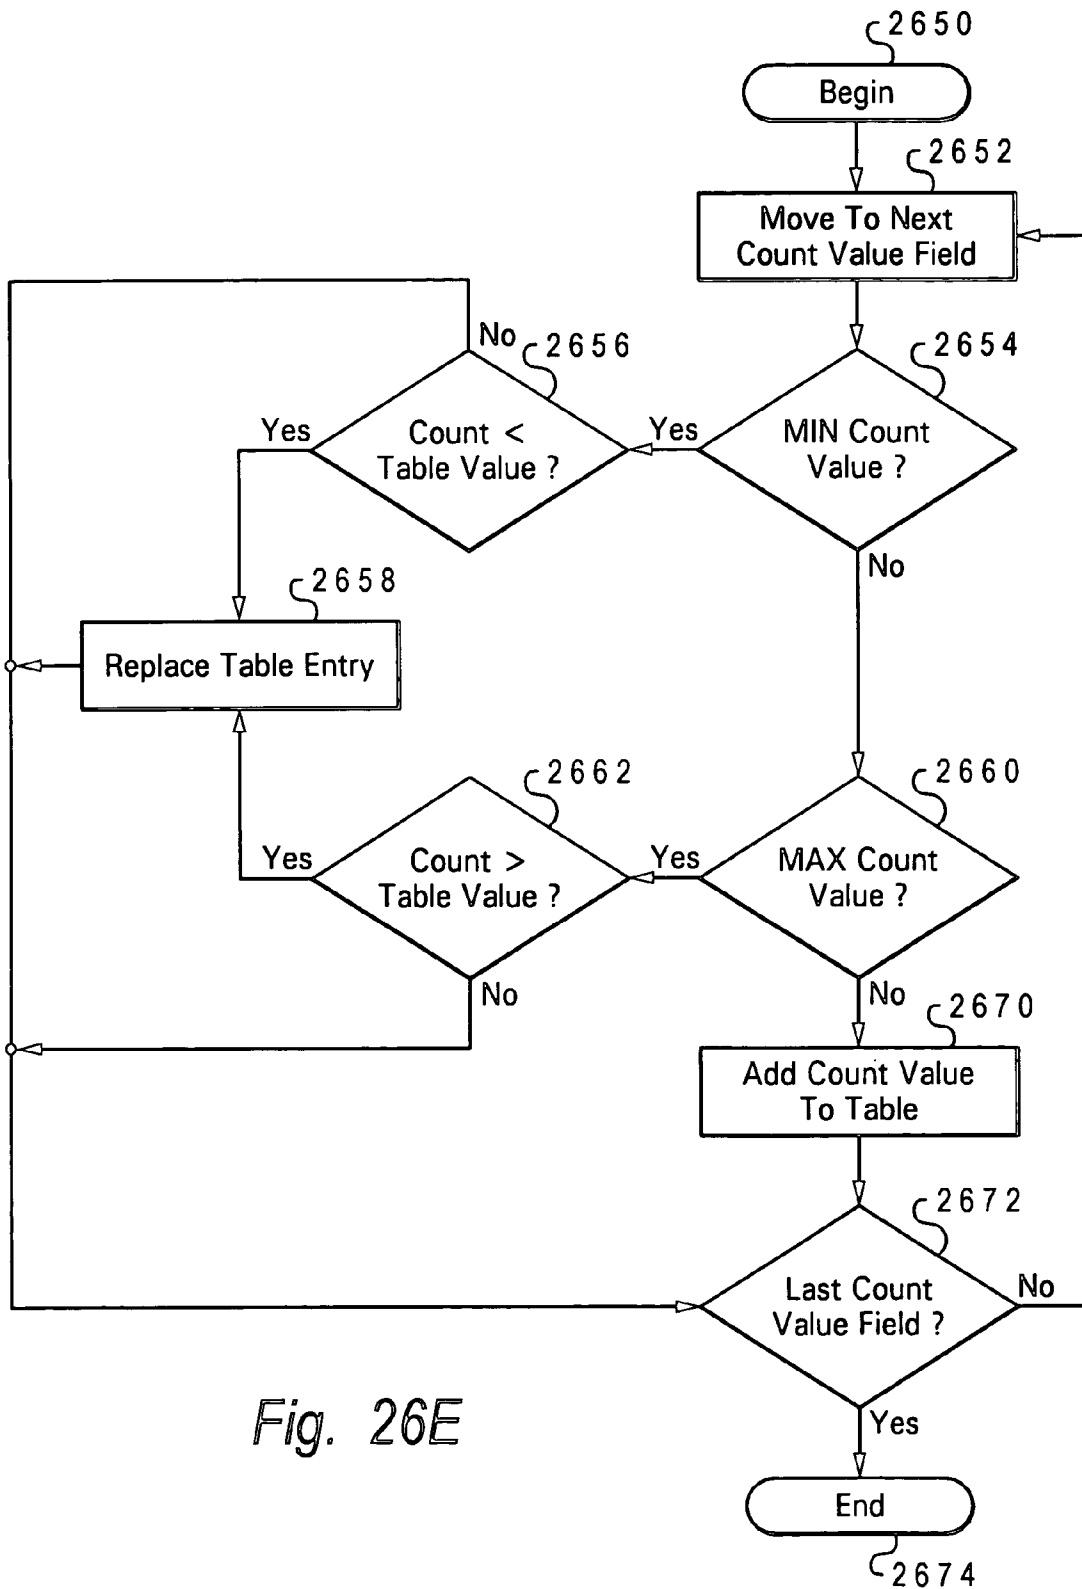 2650
Begin
2652
Move To Next
Count Value Field
No
2656
2654
Yes
Count <
Table Value ?
Yes
MIN Count
Value ?
No
2658
Replace Table Entry
2662
2660
Yes
Count >
Table Value ?
Yes
MAX Count
Value ?
No
No
2670
Add Count Value
To Table
2672
Last Count
Value Field ?
No
Fig. 26E
Yes
End
2674